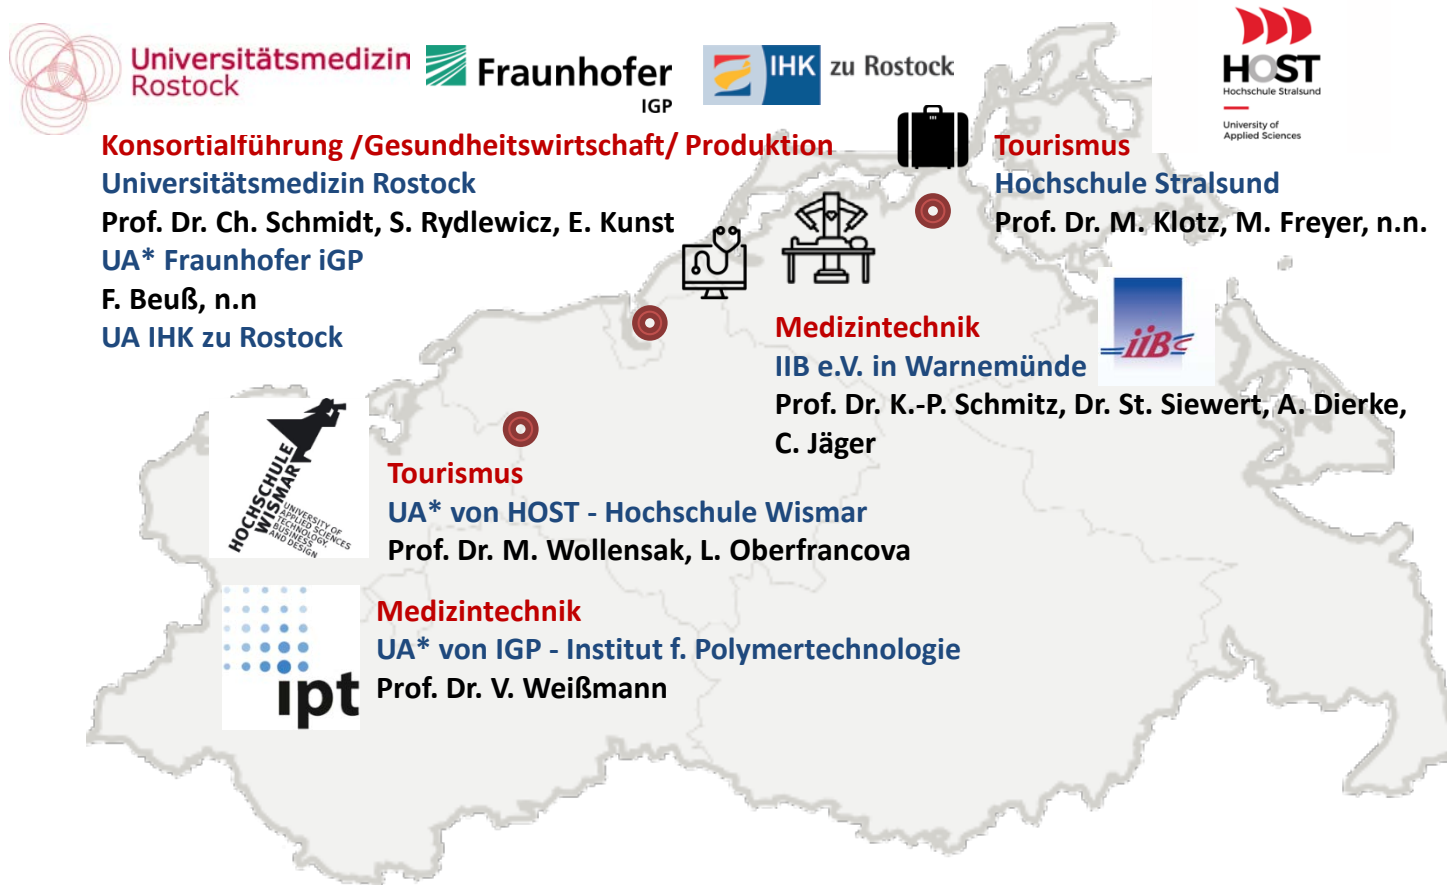 Universitätsmedizin
Rostock
Fraunhofer
IGP
IHK zu Rostock
HOST
Hochschule Stralsund
University of
Applied Sciences
Konsortialführung /Gesundheitswirtschaft/ Produktion
Universitätsmedizin Rostock
Prof. Dr. Ch. Schmidt, S. Rydlewicz, E. Kunst
UA* Fraunhofer iGP
F. Beuß, n.n
UA IHK zu Rostock
Tourismus
Hochschule Stralsund
Prof. Dr. M. Klotz, M. Freyer, n.n.
Medizintechnik
IIB e.V. in Warnemünde
Prof. Dr. K.-P. Schmitz, Dr. St. Siewert, A. Dierke,
C. Jäger
iiB
HOCHSCHULE
WISMAR
UNIVERSITY OF
APPLIED SCIENCES
TECHNOLOGY,
BUSINESS
AND DESIGN
Tourismus
UA* von HOST - Hochschule Wismar
Prof. Dr. M. Wollensak, L. Oberfrancova
ipt
Medizintechnik
UA* von IGP - Institut f. Polymertechnologie
Prof. Dr. V. Weißmann